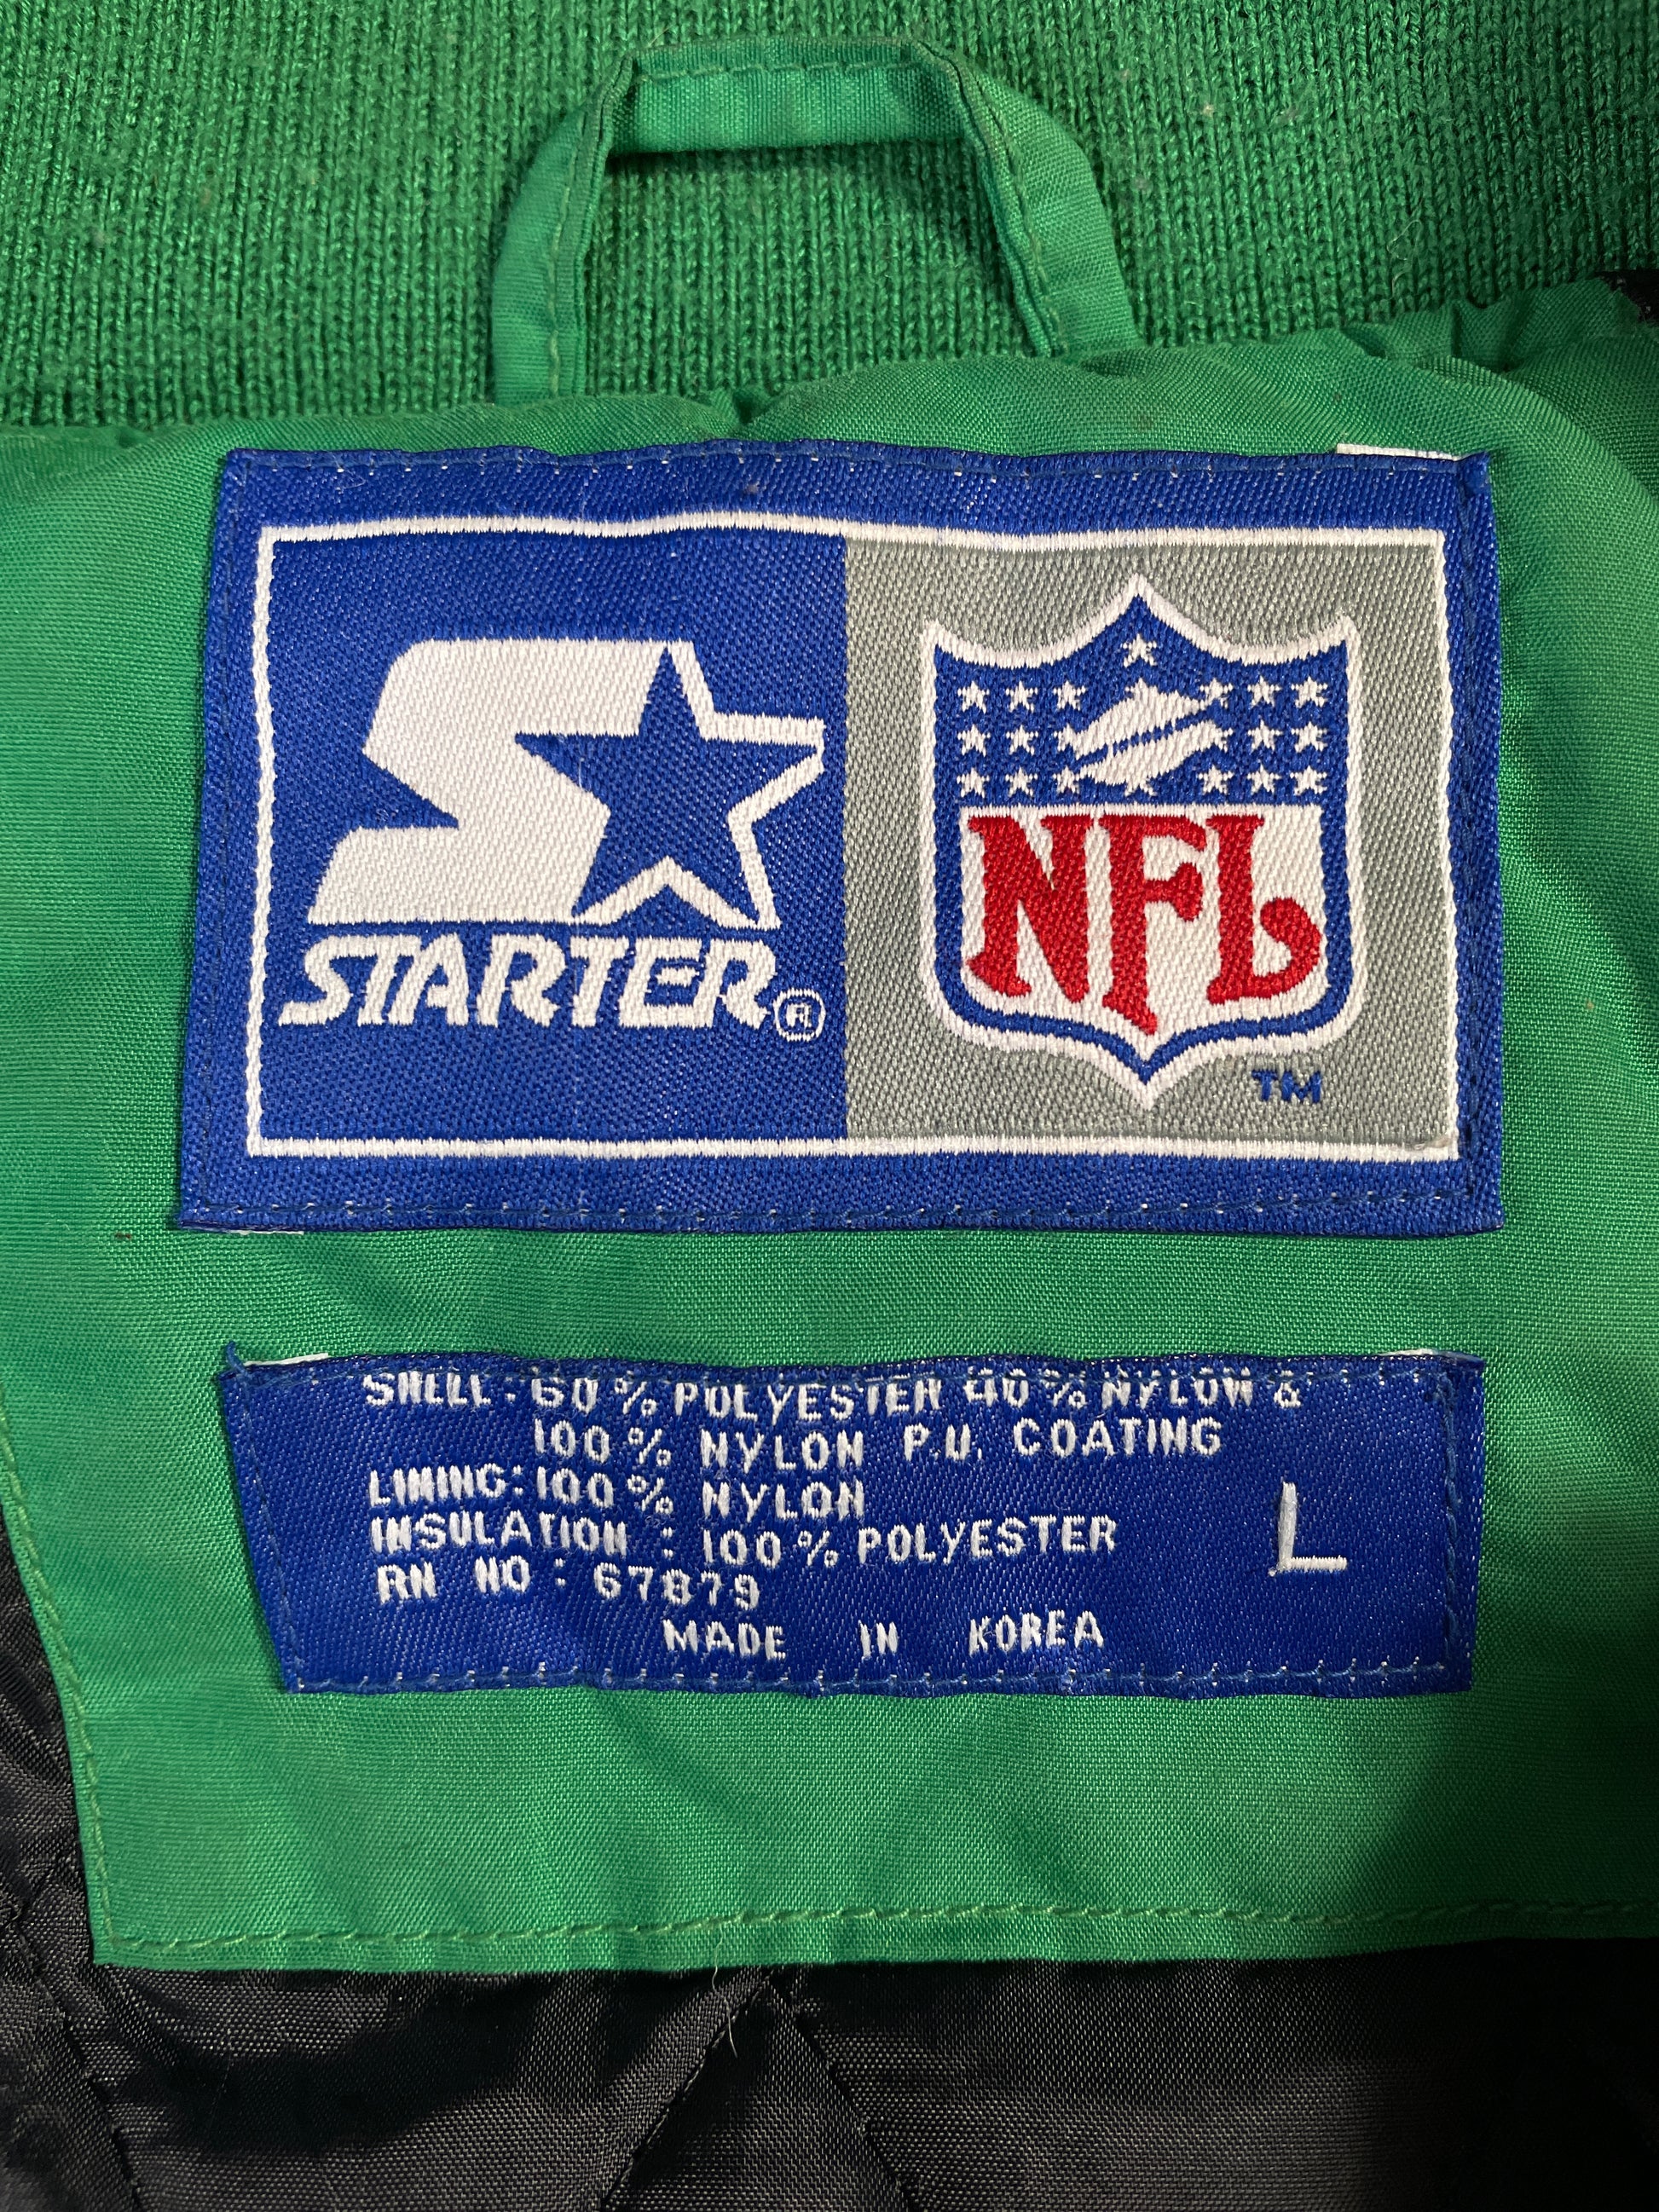 STARTER®
NFL
TM
SHELL: 60% POLYESTER 40% NYLON &
100% NYLON P.U. COATING
LINING: 100% NYLON
INSULATION : 100% POLYESTER
L
RN NO : 67879
MADE IN KOREA